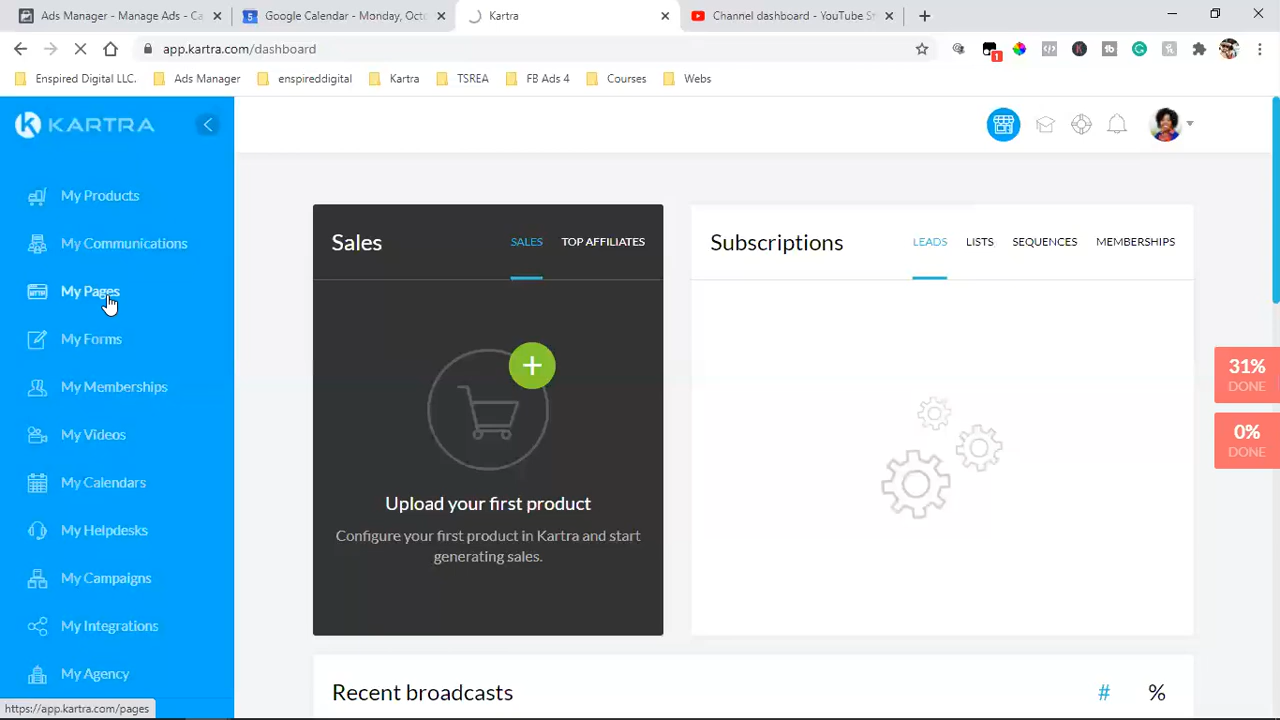 Ads Manager - Manage Ads - Ca
Google Calendar - Monday, Octo
Kartra
Channel dashboard - YouTube St
app.kartra.com/dashboard
1
Enspired Digital LLC.
Ads Manager
enspireddigital
Kartra
TSREA
FB Ads 4
Courses
Webs
KARTRA
My Products
My Communications
My Pages
My Forms
My Memberships
My Videos
My Calendars
My Helpdesks
My Campaigns
My Integrations
My Agency
Sales
SALES
TOP AFFILIATES
Upload your first product
Configure your first product in Kartra and start
generating sales.
Subscriptions
LEADS
LISTS
SEQUENCES
MEMBERSHIPS
31%
DONE
0%
DONE
Recent broadcasts
#
%
https://app.kartra.com/pages